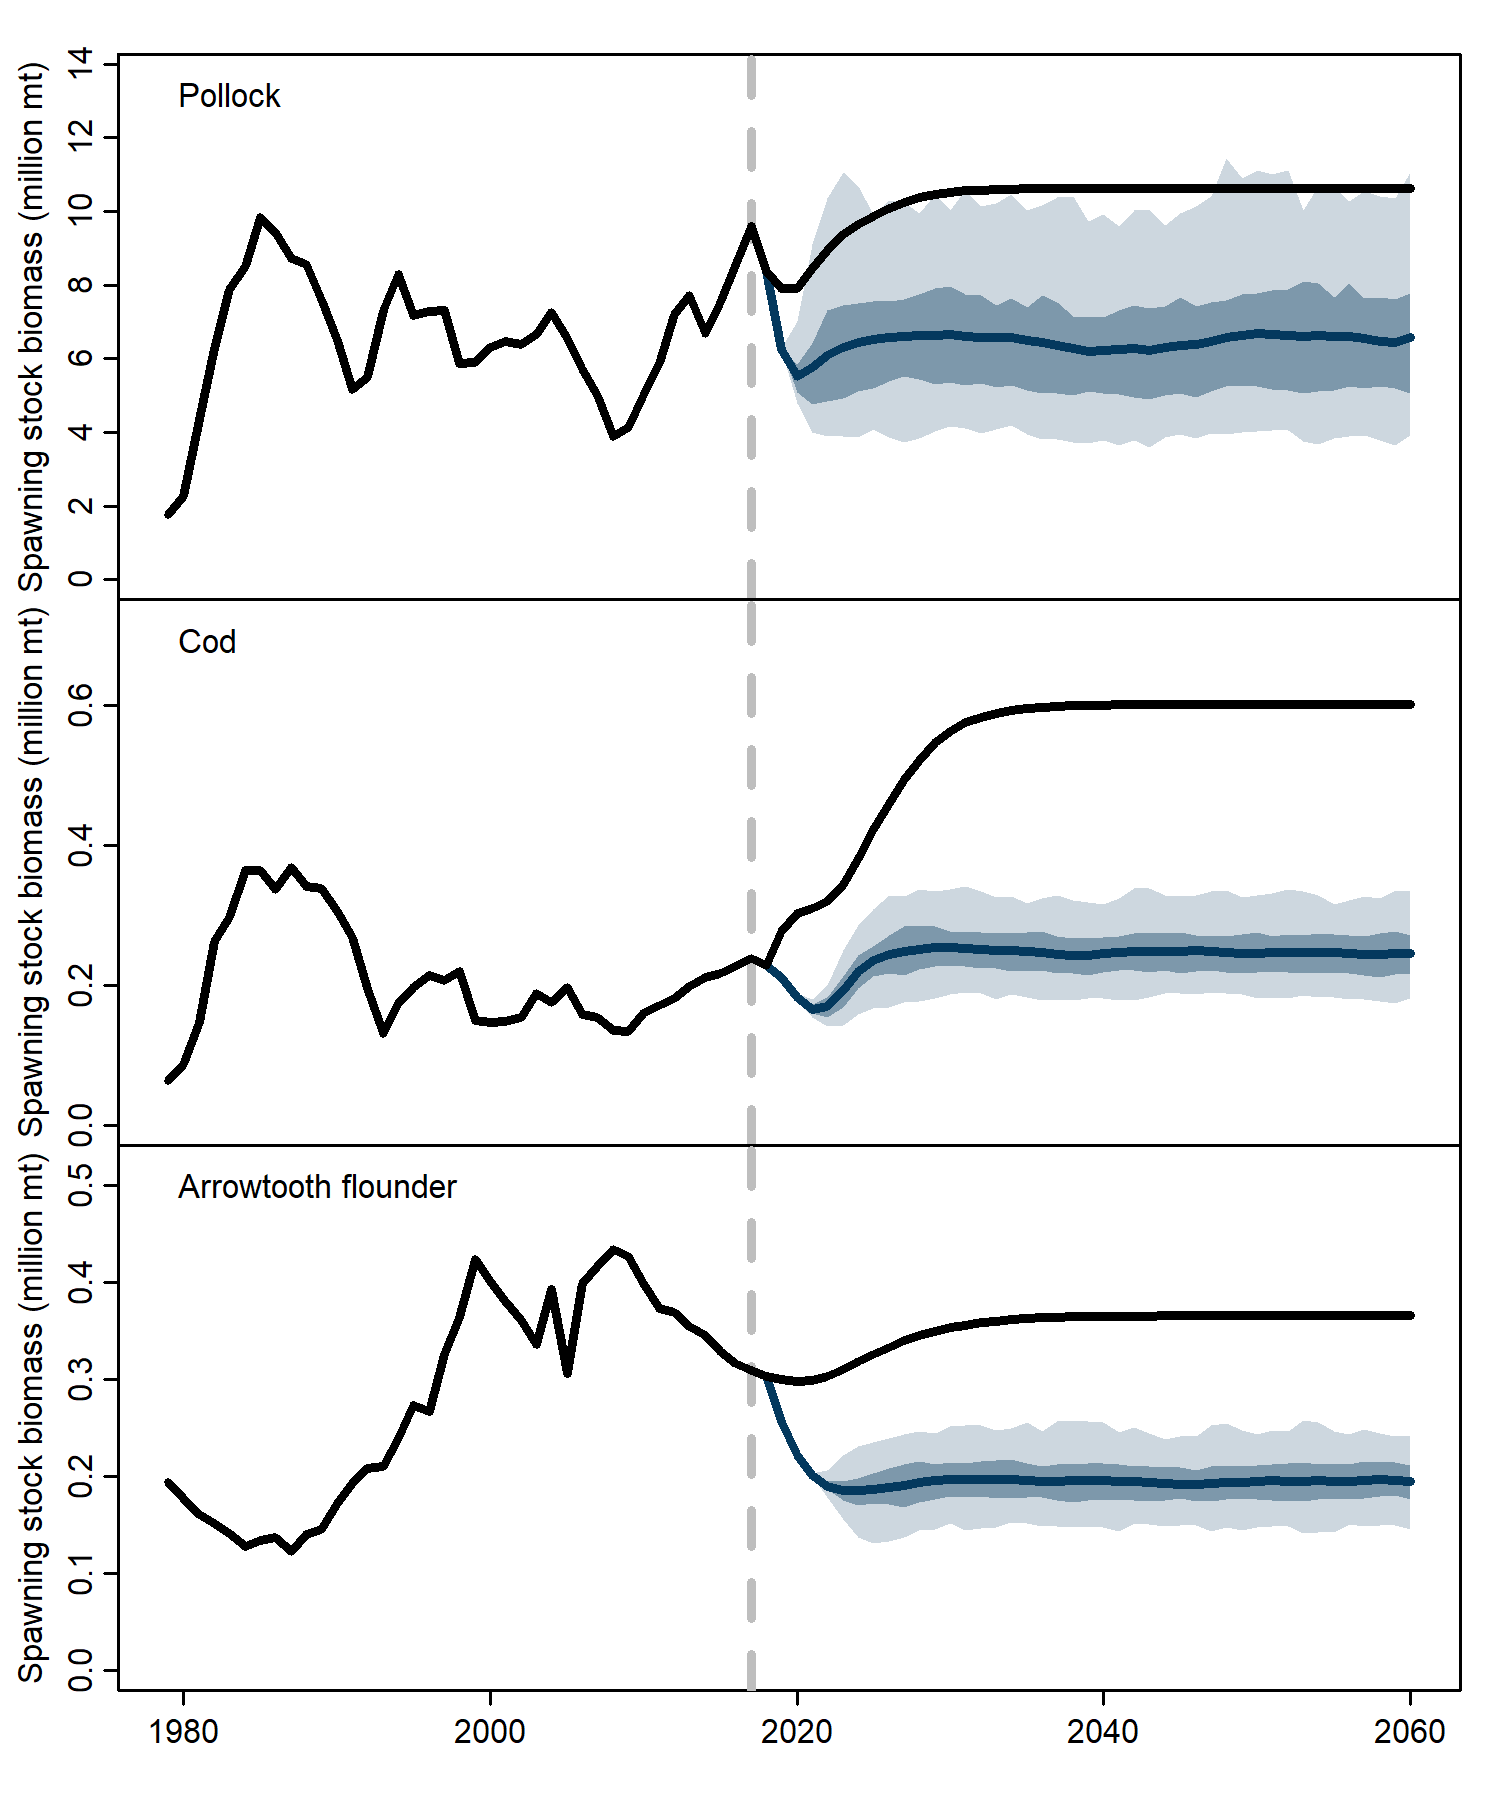 Spawning stock biomass (million mt)
14
12
10
8
6
4
2
0
Pollock
Spawning stock biomass (million mt)
0.6
0.4
0.2
0.0
Cod
Spawning stock biomass (million mt)
0.5
0.4
0.3
0.2
0.1
0.0
Arrowtooth flounder
1980 2000 2020 2040 2060